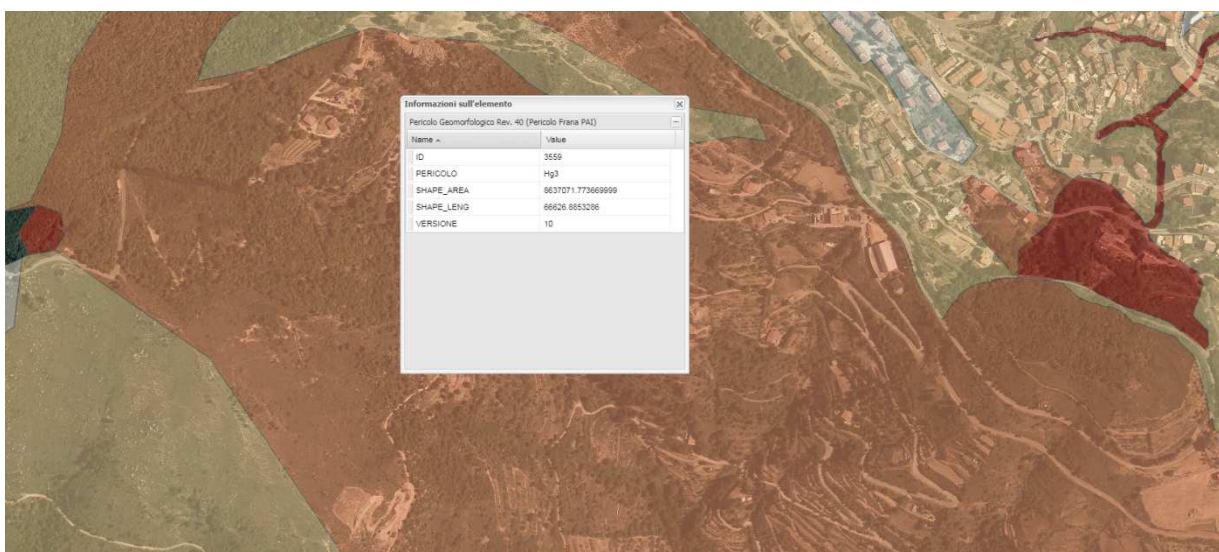 Informazioni sull'elemento
Pericolo Geomorfologico Rev. 40 (Pericolo Frana PAI)
Name Value
ID 3559
PERICOLO Hg3
SHAPE_AREA 8637071.773669999
SHAPE_LENG 66626.8853286
VERSIONE 10